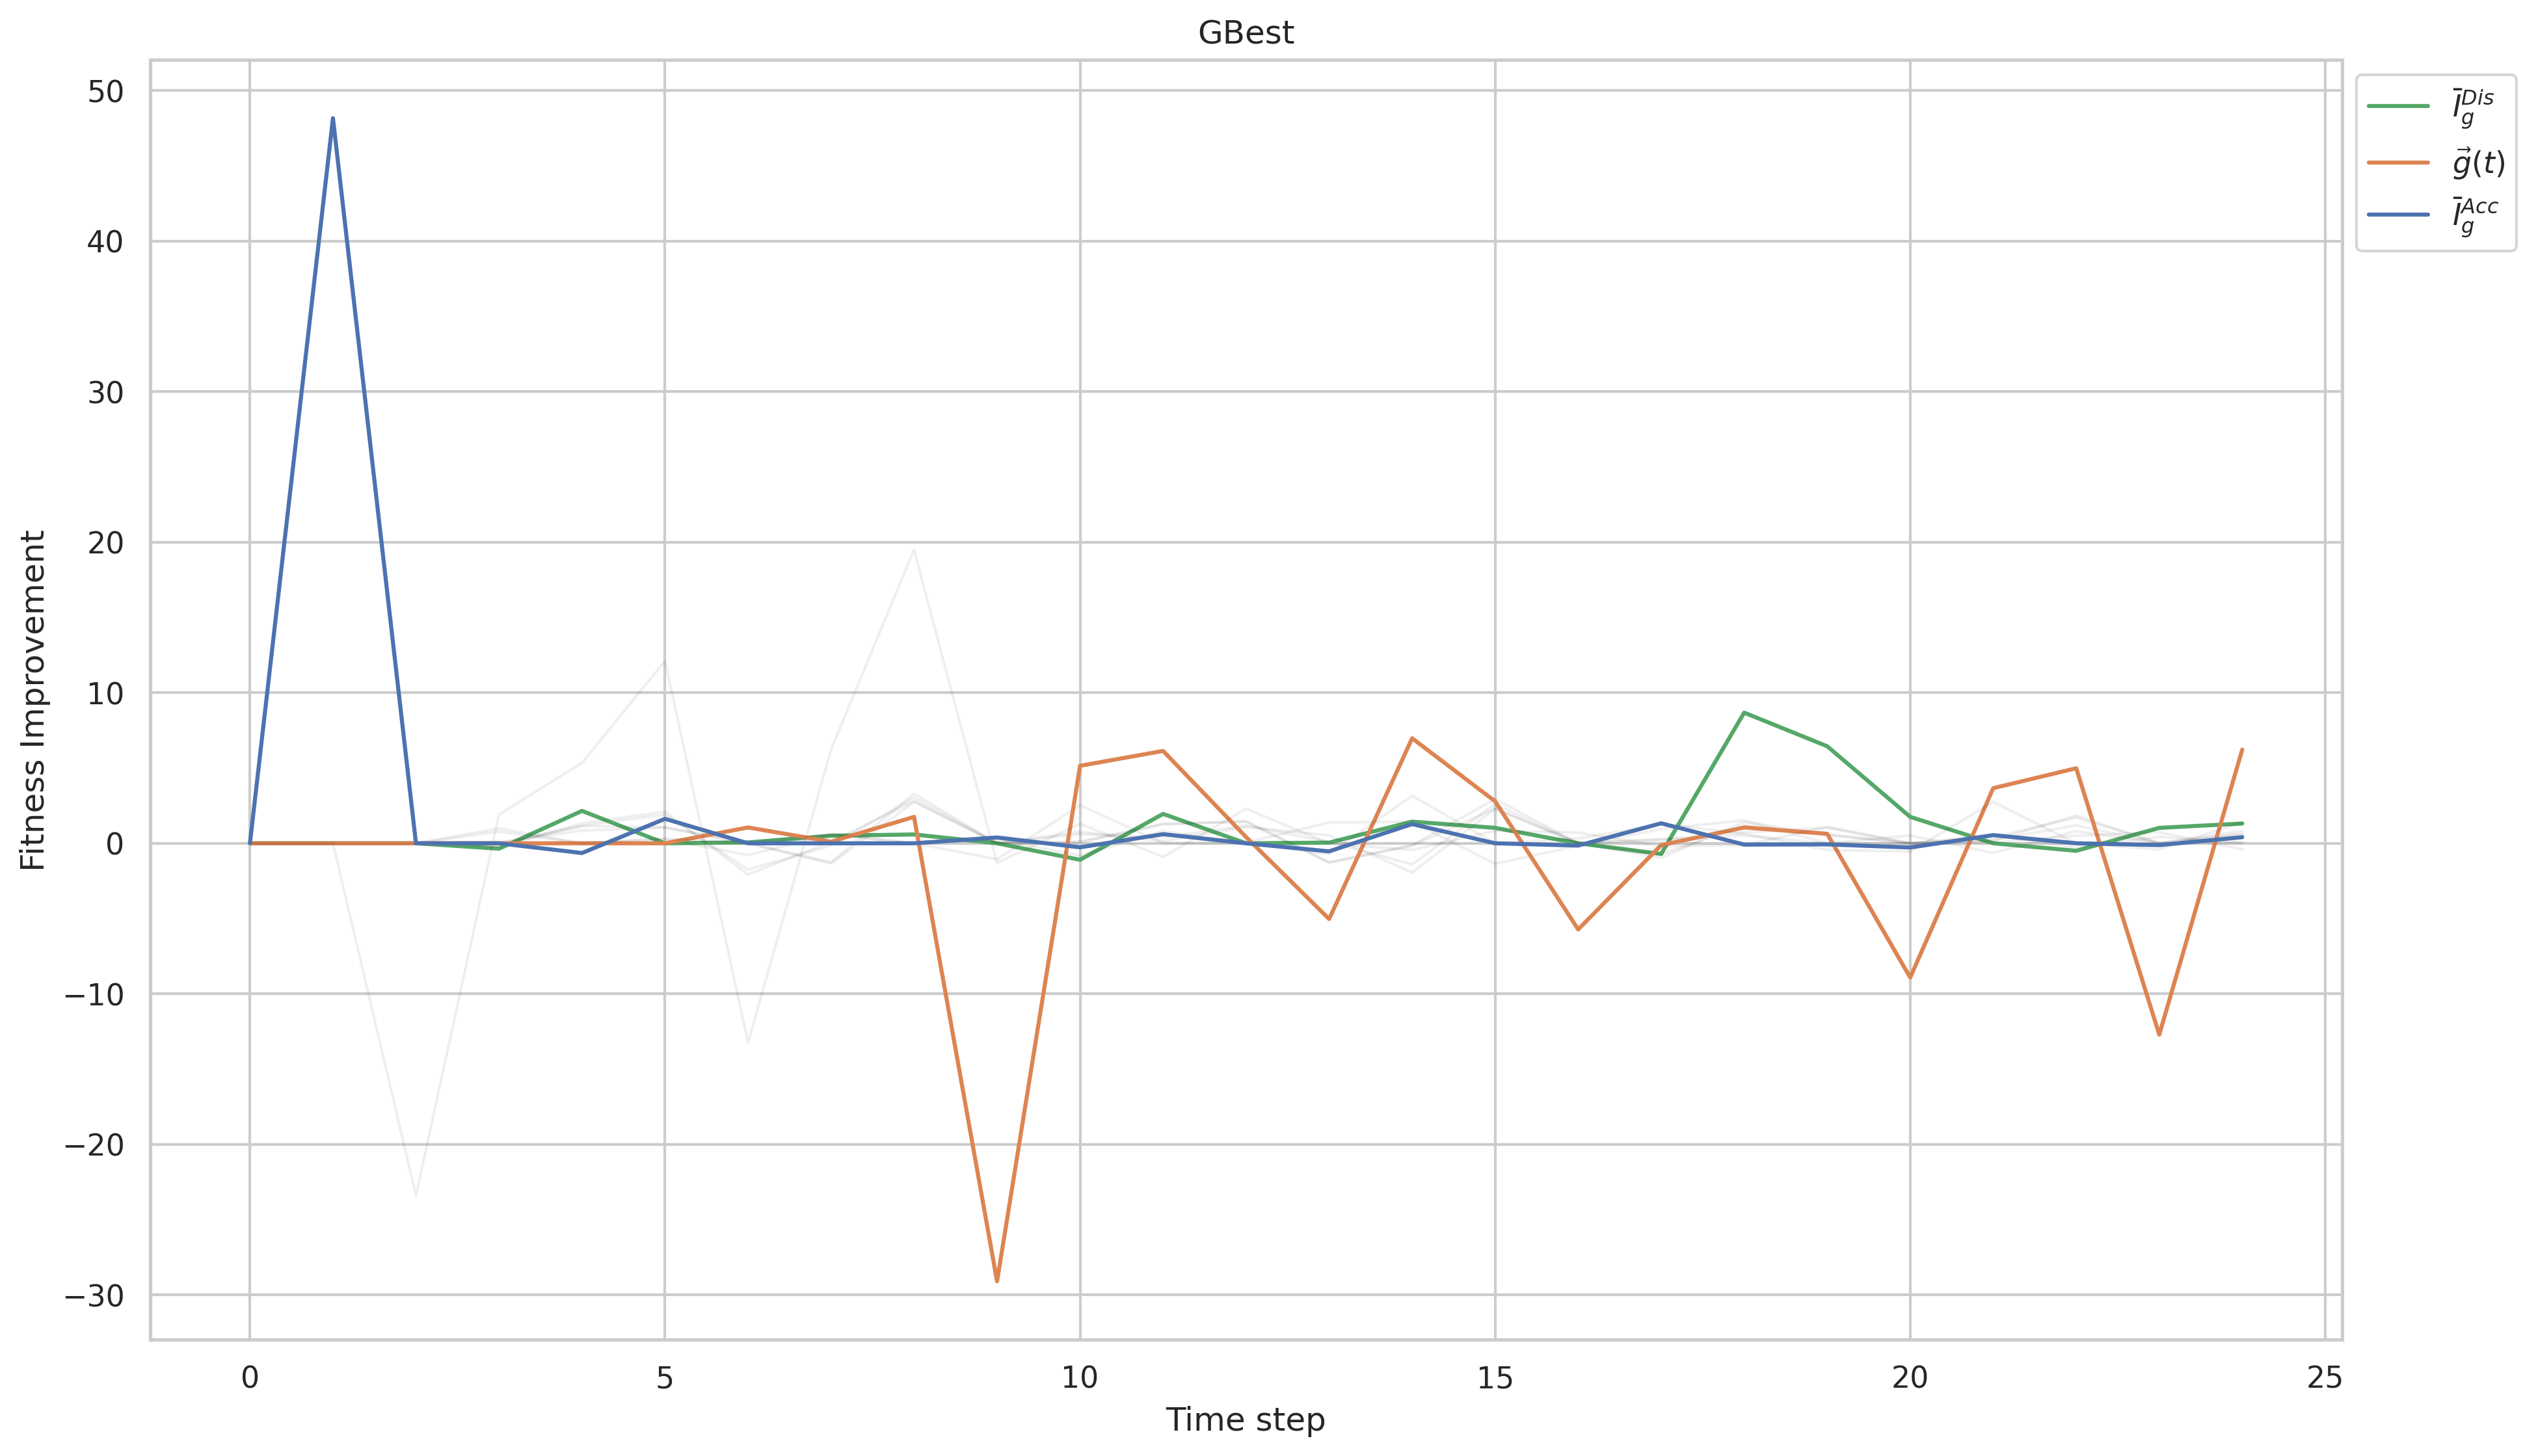 GBest
Fitness Improvement
50
40
30
20
10
0
−10
−20
−30
0 5 10 15 20 25
Time step
Ī_g^Dis
g⃗(t)
Ī_g^Acc